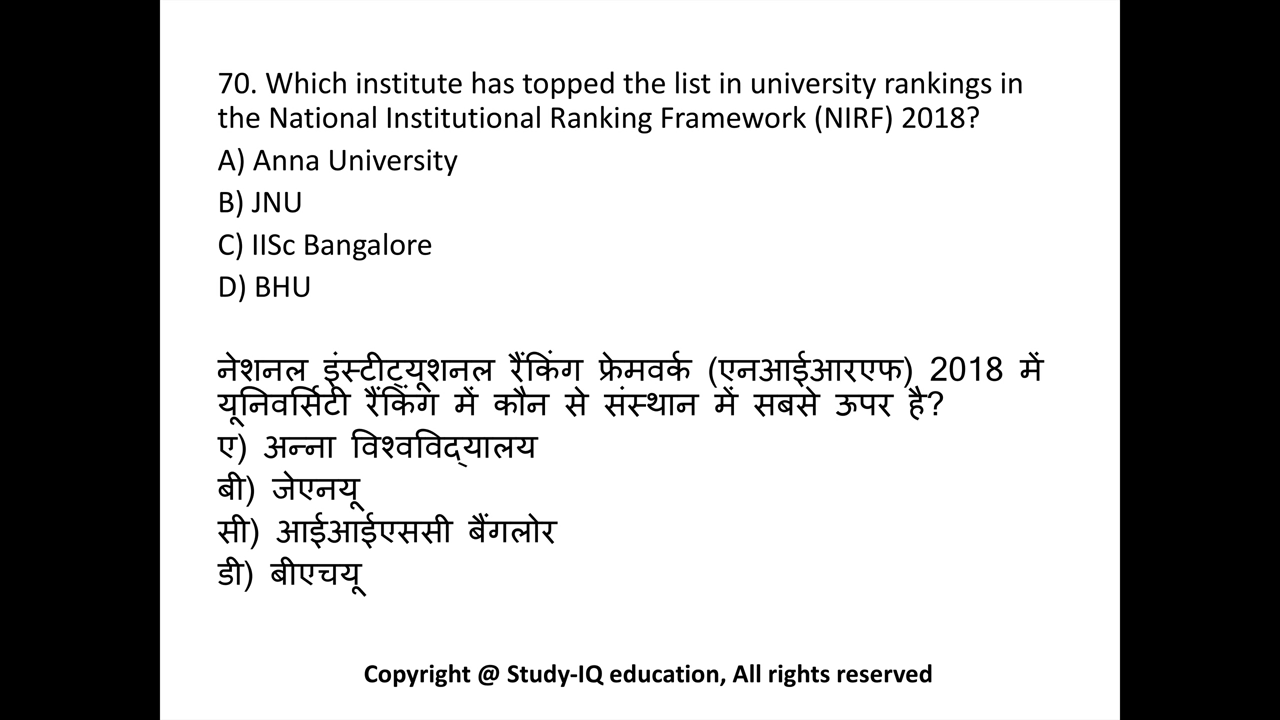 70. Which institute has topped the list in university rankings in
the National Institutional Ranking Framework (NIRF) 2018?
A) Anna University
B) JNU
C) IISc Bangalore
D) BHU
नेशनल इंस्टीट्यूशनल रैंकिंग फ्रेमवर्क (एनआईआरएफ) 2018 में
यूनिवर्सिटी रैंकिंग में कौन से संस्थान में सबसे ऊपर है?
ए) अन्ना विश्वविद्यालय
बी) जेएनयू
सी) आईआईएससी बैंगलोर
डी) बीएचयू
Copyright @ Study-IQ education, All rights reserved